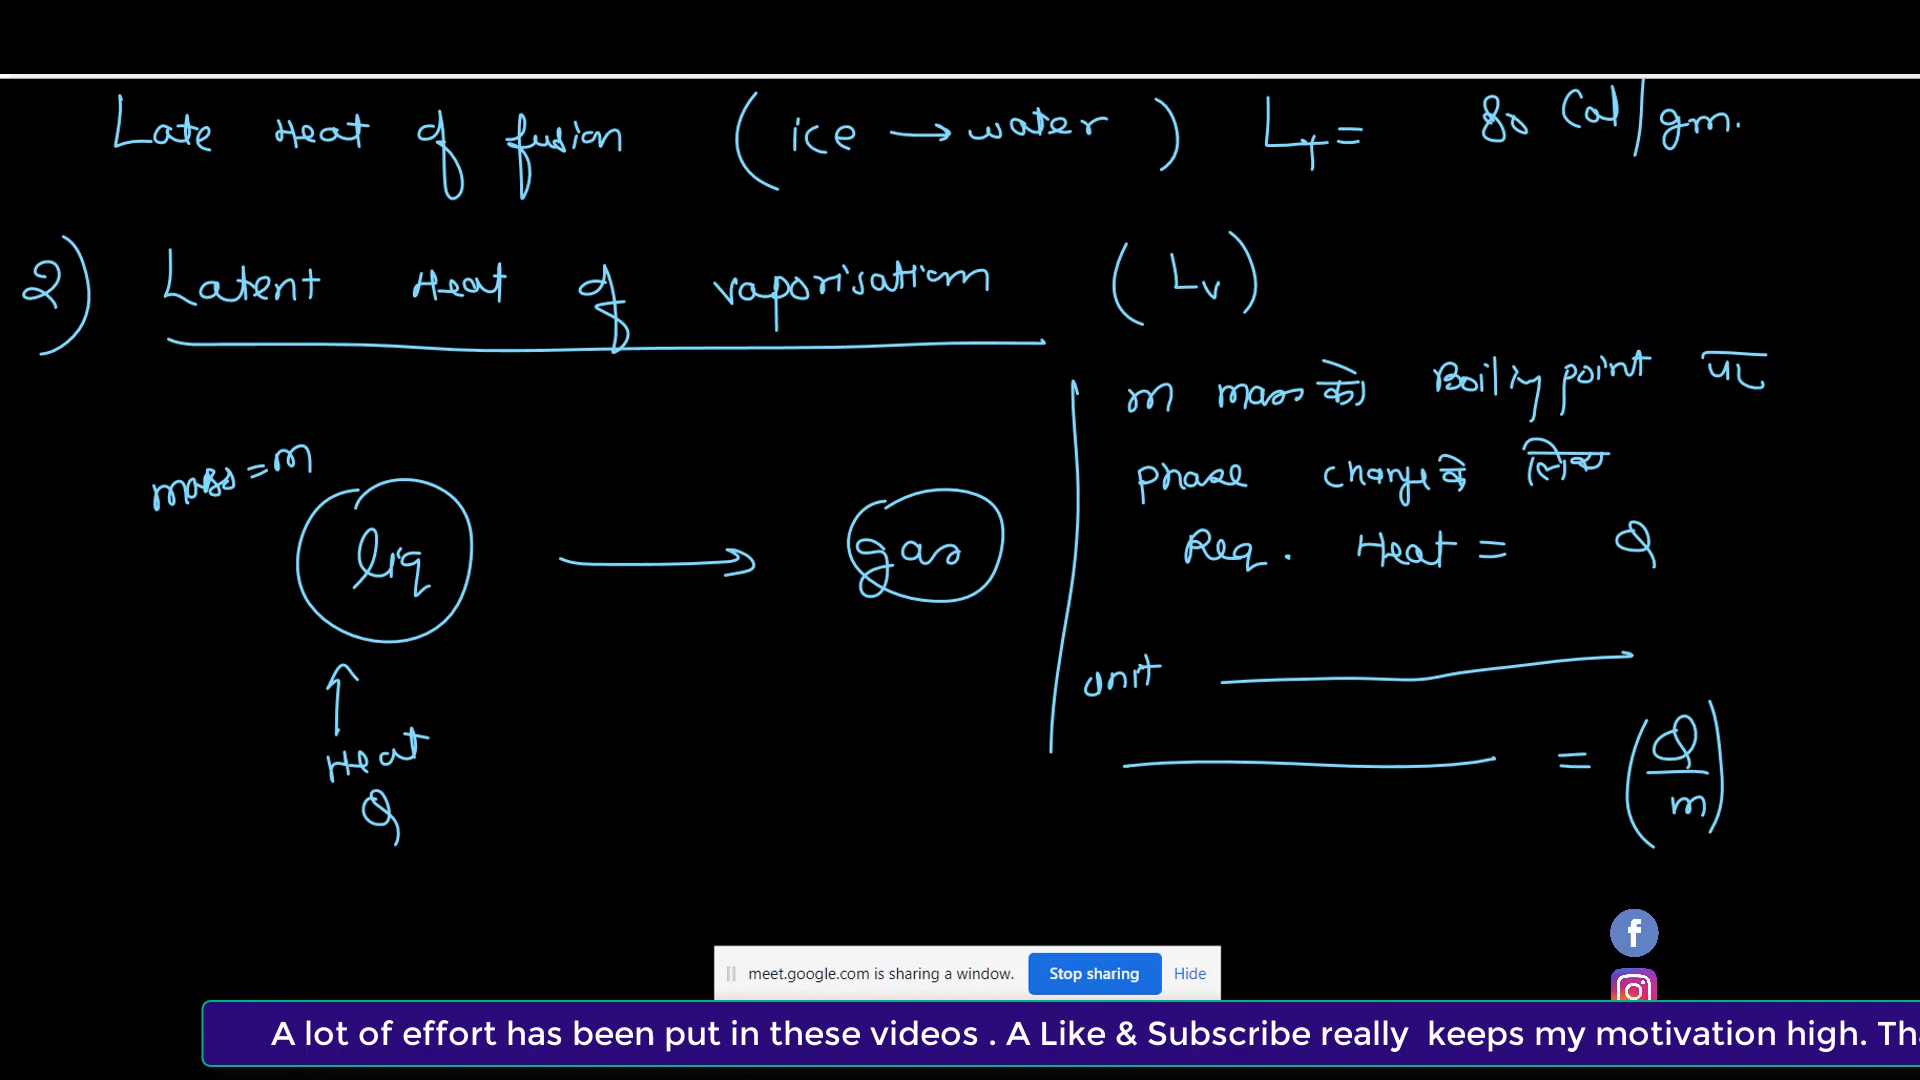 Late Heat of fusion (ice → water) Lf = 80 Cal/gm.
2) Latent Heat of vaporisation (Lv)
mass = m
liq → gas
↑
Heat
Q
m mass को Boiling point पर
phase change के लिए
Req. Heat = Q
unit
= (Q/m)
meet.google.com is sharing a window. Stop sharing Hide
A lot of effort has been put in these videos . A Like & Subscribe really keeps my motivation high. Tha